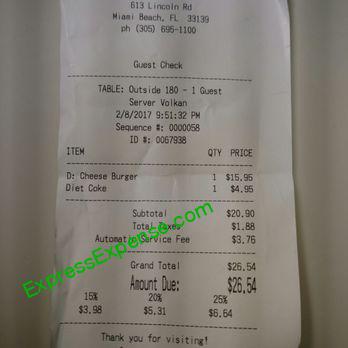 613 Lincoln Rd
Miami Beach, FL 33139
ph (305) 695-1100
Guest Check
TABLE: Outside 180 - 1 Guest
Server Volkan
2/8/2017 9:51:32 PM
Sequence #: 0000058
ID #: 0067938
ITEM QTY PRICE
D: Cheese Burger 1 $15.95
Diet Coke 1 $4.95
Subtotal $20.90
Total Taxes $1.88
Automatic Service Fee $3.76
Grand Total $26.54
Amount Due: $26.54
15% 20% 25%
$3.98 $5.31 $6.64
Thank you for visiting!
ExpressExpense.com